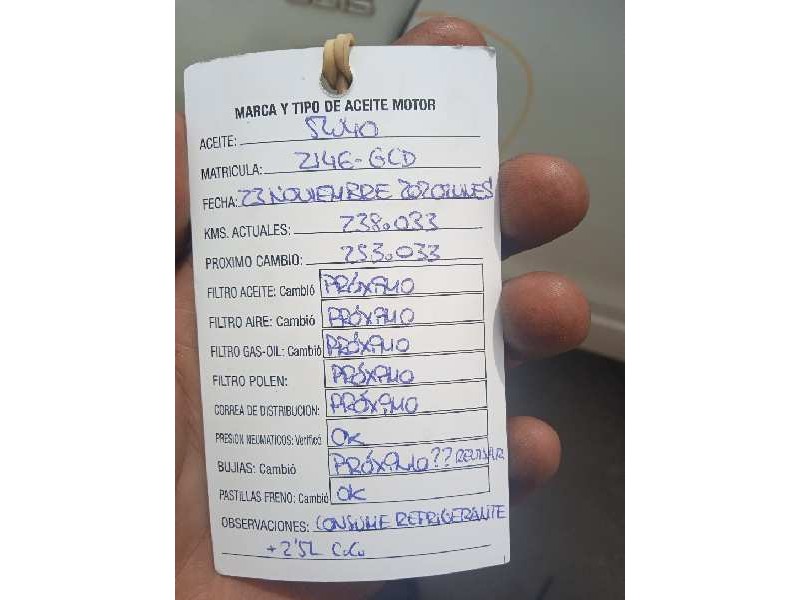 MARCA Y TIPO DE ACEITE MOTOR
ACEITE: 5W40
MATRICULA: 2146-GCD
FECHA: 23 NOVIEMBRE 2020 LUNES
KMS. ACTUALES: 238.033
PROXIMO CAMBIO: 253.033
FILTRO ACEITE: Cambió PRÓXIMO
FILTRO AIRE: Cambió PRÓXIMO
FILTRO GAS-OIL: Cambió PRÓXIMO
FILTRO POLEN: PRÓXIMO
CORREA DE DISTRIBUCION: PRÓXIMO
PRESION NEUMATICOS: Verificó OK
BUJIAS: Cambió PRÓXIMO?? REVISAR
PASTILLAS FRENO: Cambió OK
OBSERVACIONES: CONSUME REFRIGERANTE
+2'5L